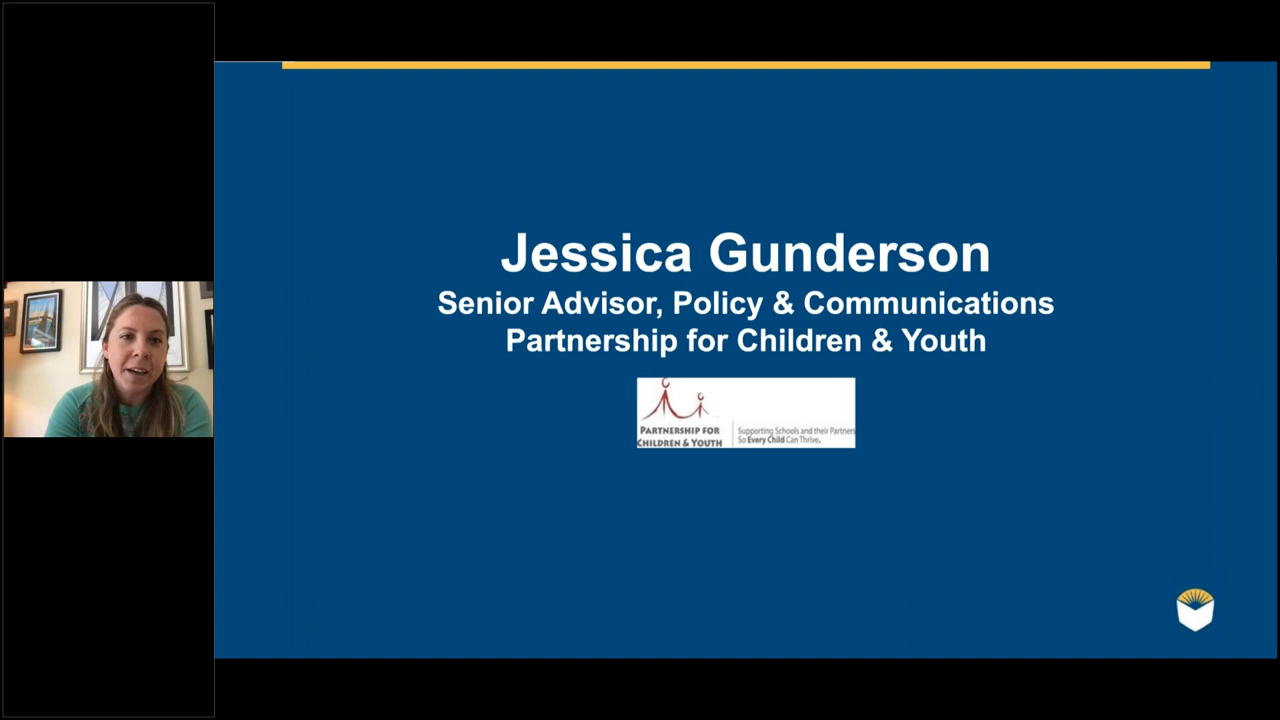 Jessica Gunderson
Senior Advisor, Policy & Communications
Partnership for Children & Youth
PARTNERSHIP FOR
CHILDREN & YOUTH
Supporting Schools and their Partners
So Every Child Can Thrive.